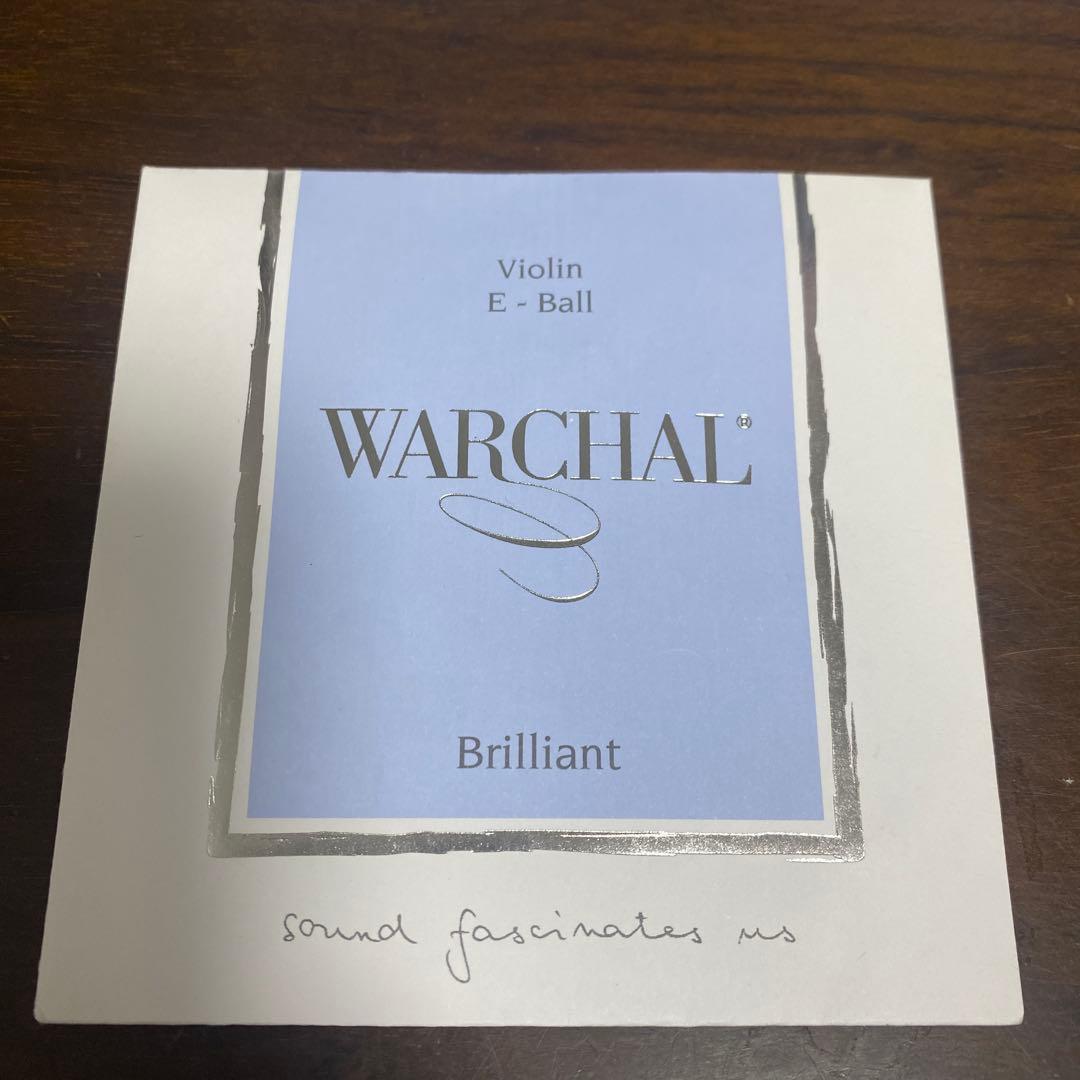 Violin
E - Ball
WARCHAL®
Brilliant
sound fascinates us